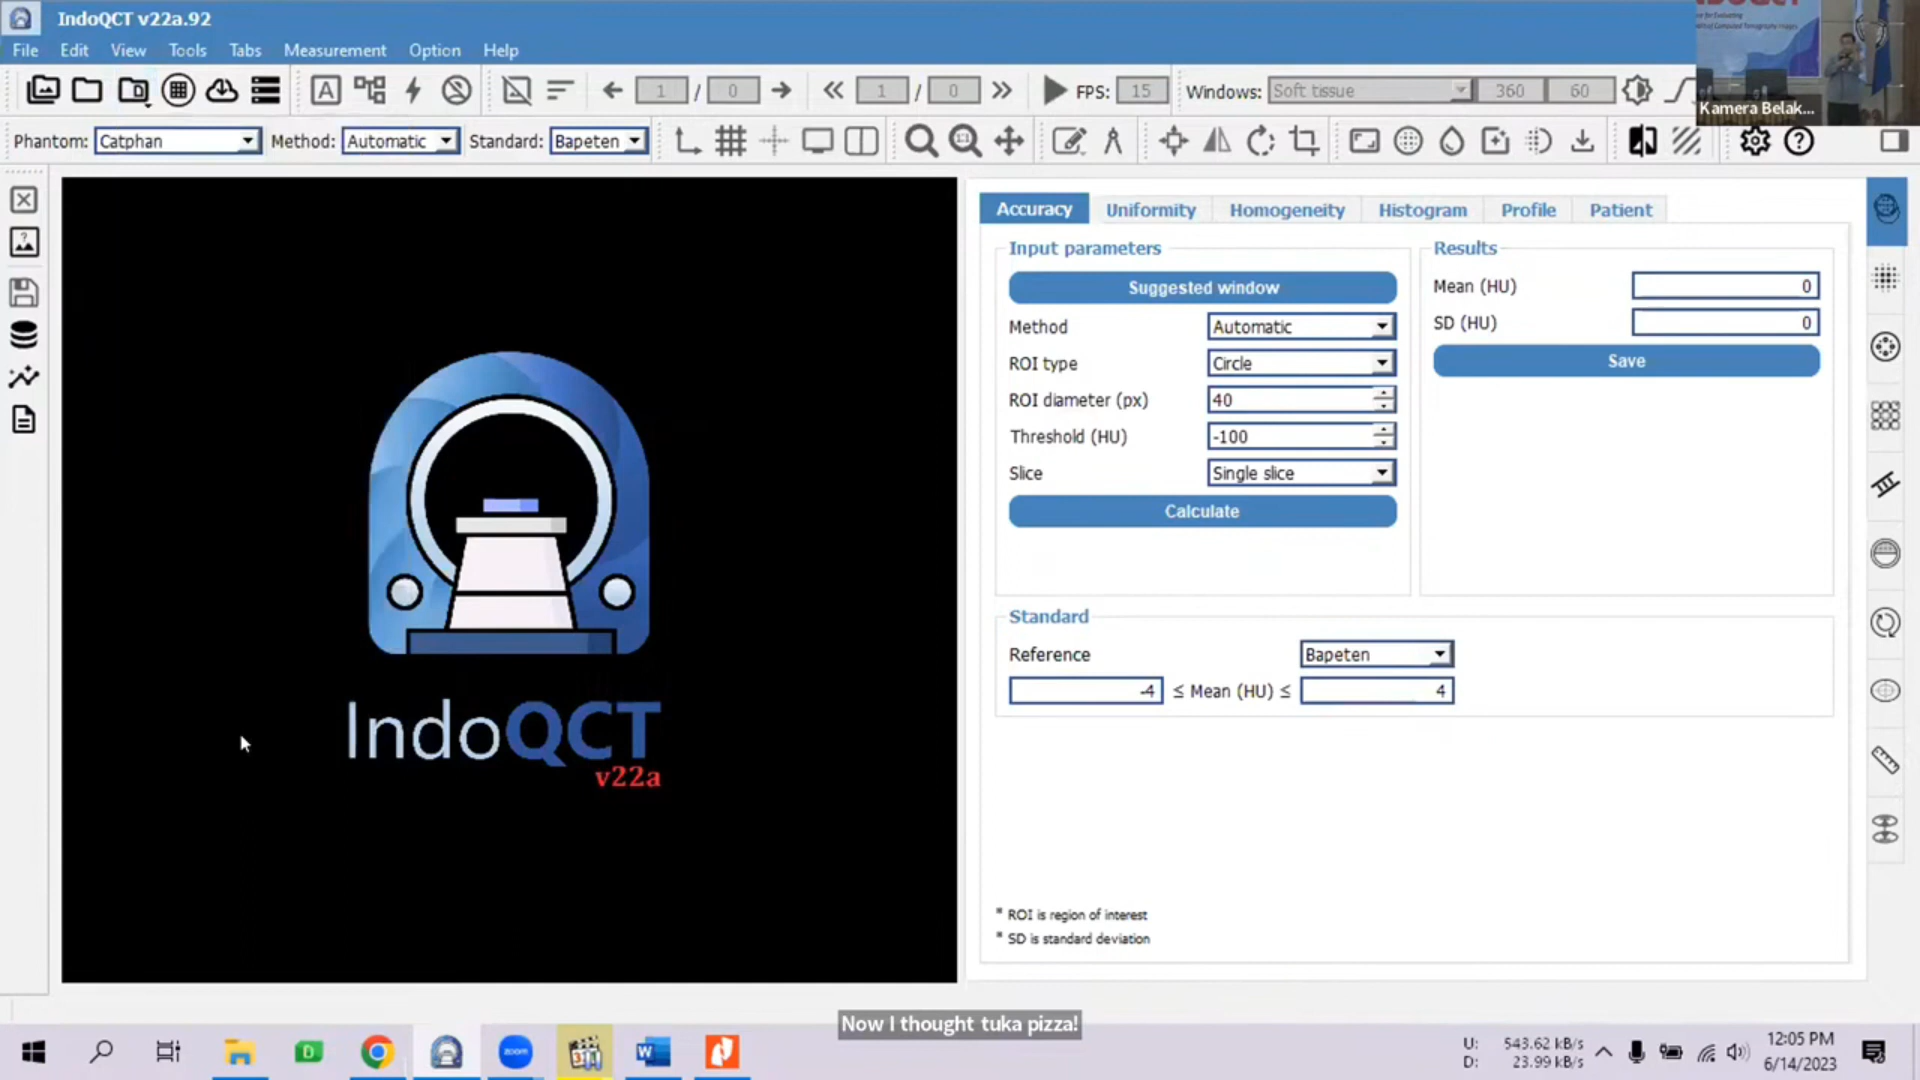 IndoQCT v22a.92
File Edit View Tools Tabs Measurement Option Help
1 / 0 1 / 0 FPS: 15 Windows: Soft tissue 360 60
Kamera Belak...
Phantom: Catphan Method: Automatic Standard: Bapeten
Accuracy Uniformity Homogeneity Histogram Profile Patient
Input parameters
Suggested window
Method Automatic
ROI type Circle
ROI diameter (px) 40
Threshold (HU) -100
Slice Single slice
Calculate
Results
Mean (HU) 0
SD (HU) 0
Save
Standard
Reference Bapeten
-4 ≤ Mean (HU) ≤ 4
IndoQCT
v22a
* ROI is region of interest
* SD is standard deviation
Now I thought tuka pizza!
U: 543.62 kB/s
D: 23.99 kB/s
12:05 PM
6/14/2023